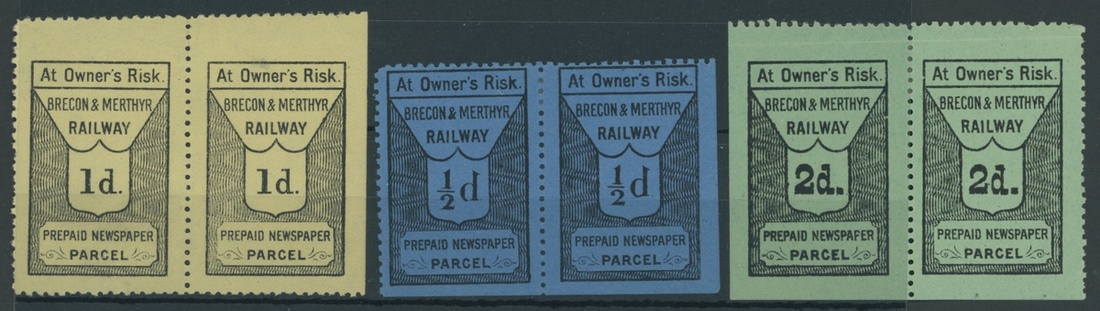 At Owner's Risk.
BRECON & MERTHYR
RAILWAY
1d.
PREPAID NEWSPAPER
PARCEL
At Owner's Risk.
BRECON & MERTHYR
RAILWAY
1d.
PREPAID NEWSPAPER
PARCEL
At Owner's Risk.
BRECON & MERTHYR
RAILWAY
½d
PREPAID NEWSPAPER
PARCEL
At Owner's Risk.
BRECON & MERTHYR
RAILWAY
½d
PREPAID NEWSPAPER
PARCEL
At Owner's Risk.
BRECON & MERTHYR
RAILWAY
2d.
PREPAID NEWSPAPER
PARCEL
At Owner's Risk.
BRECON & MERTHYR
RAILWAY
2d.
PREPAID NEWSPAPER
PARCEL